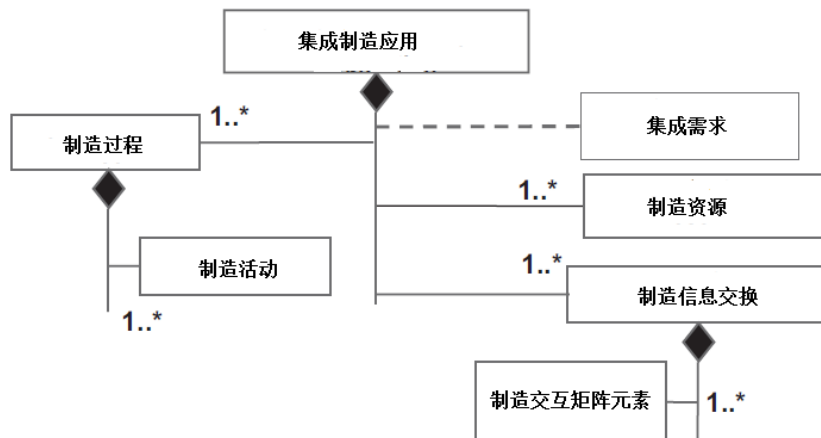 集成制造应用
1..*
制造过程
集成需求
1..*
制造资源
制造活动
1..*
1..*
制造信息交换
制造交互矩阵元素
1..*